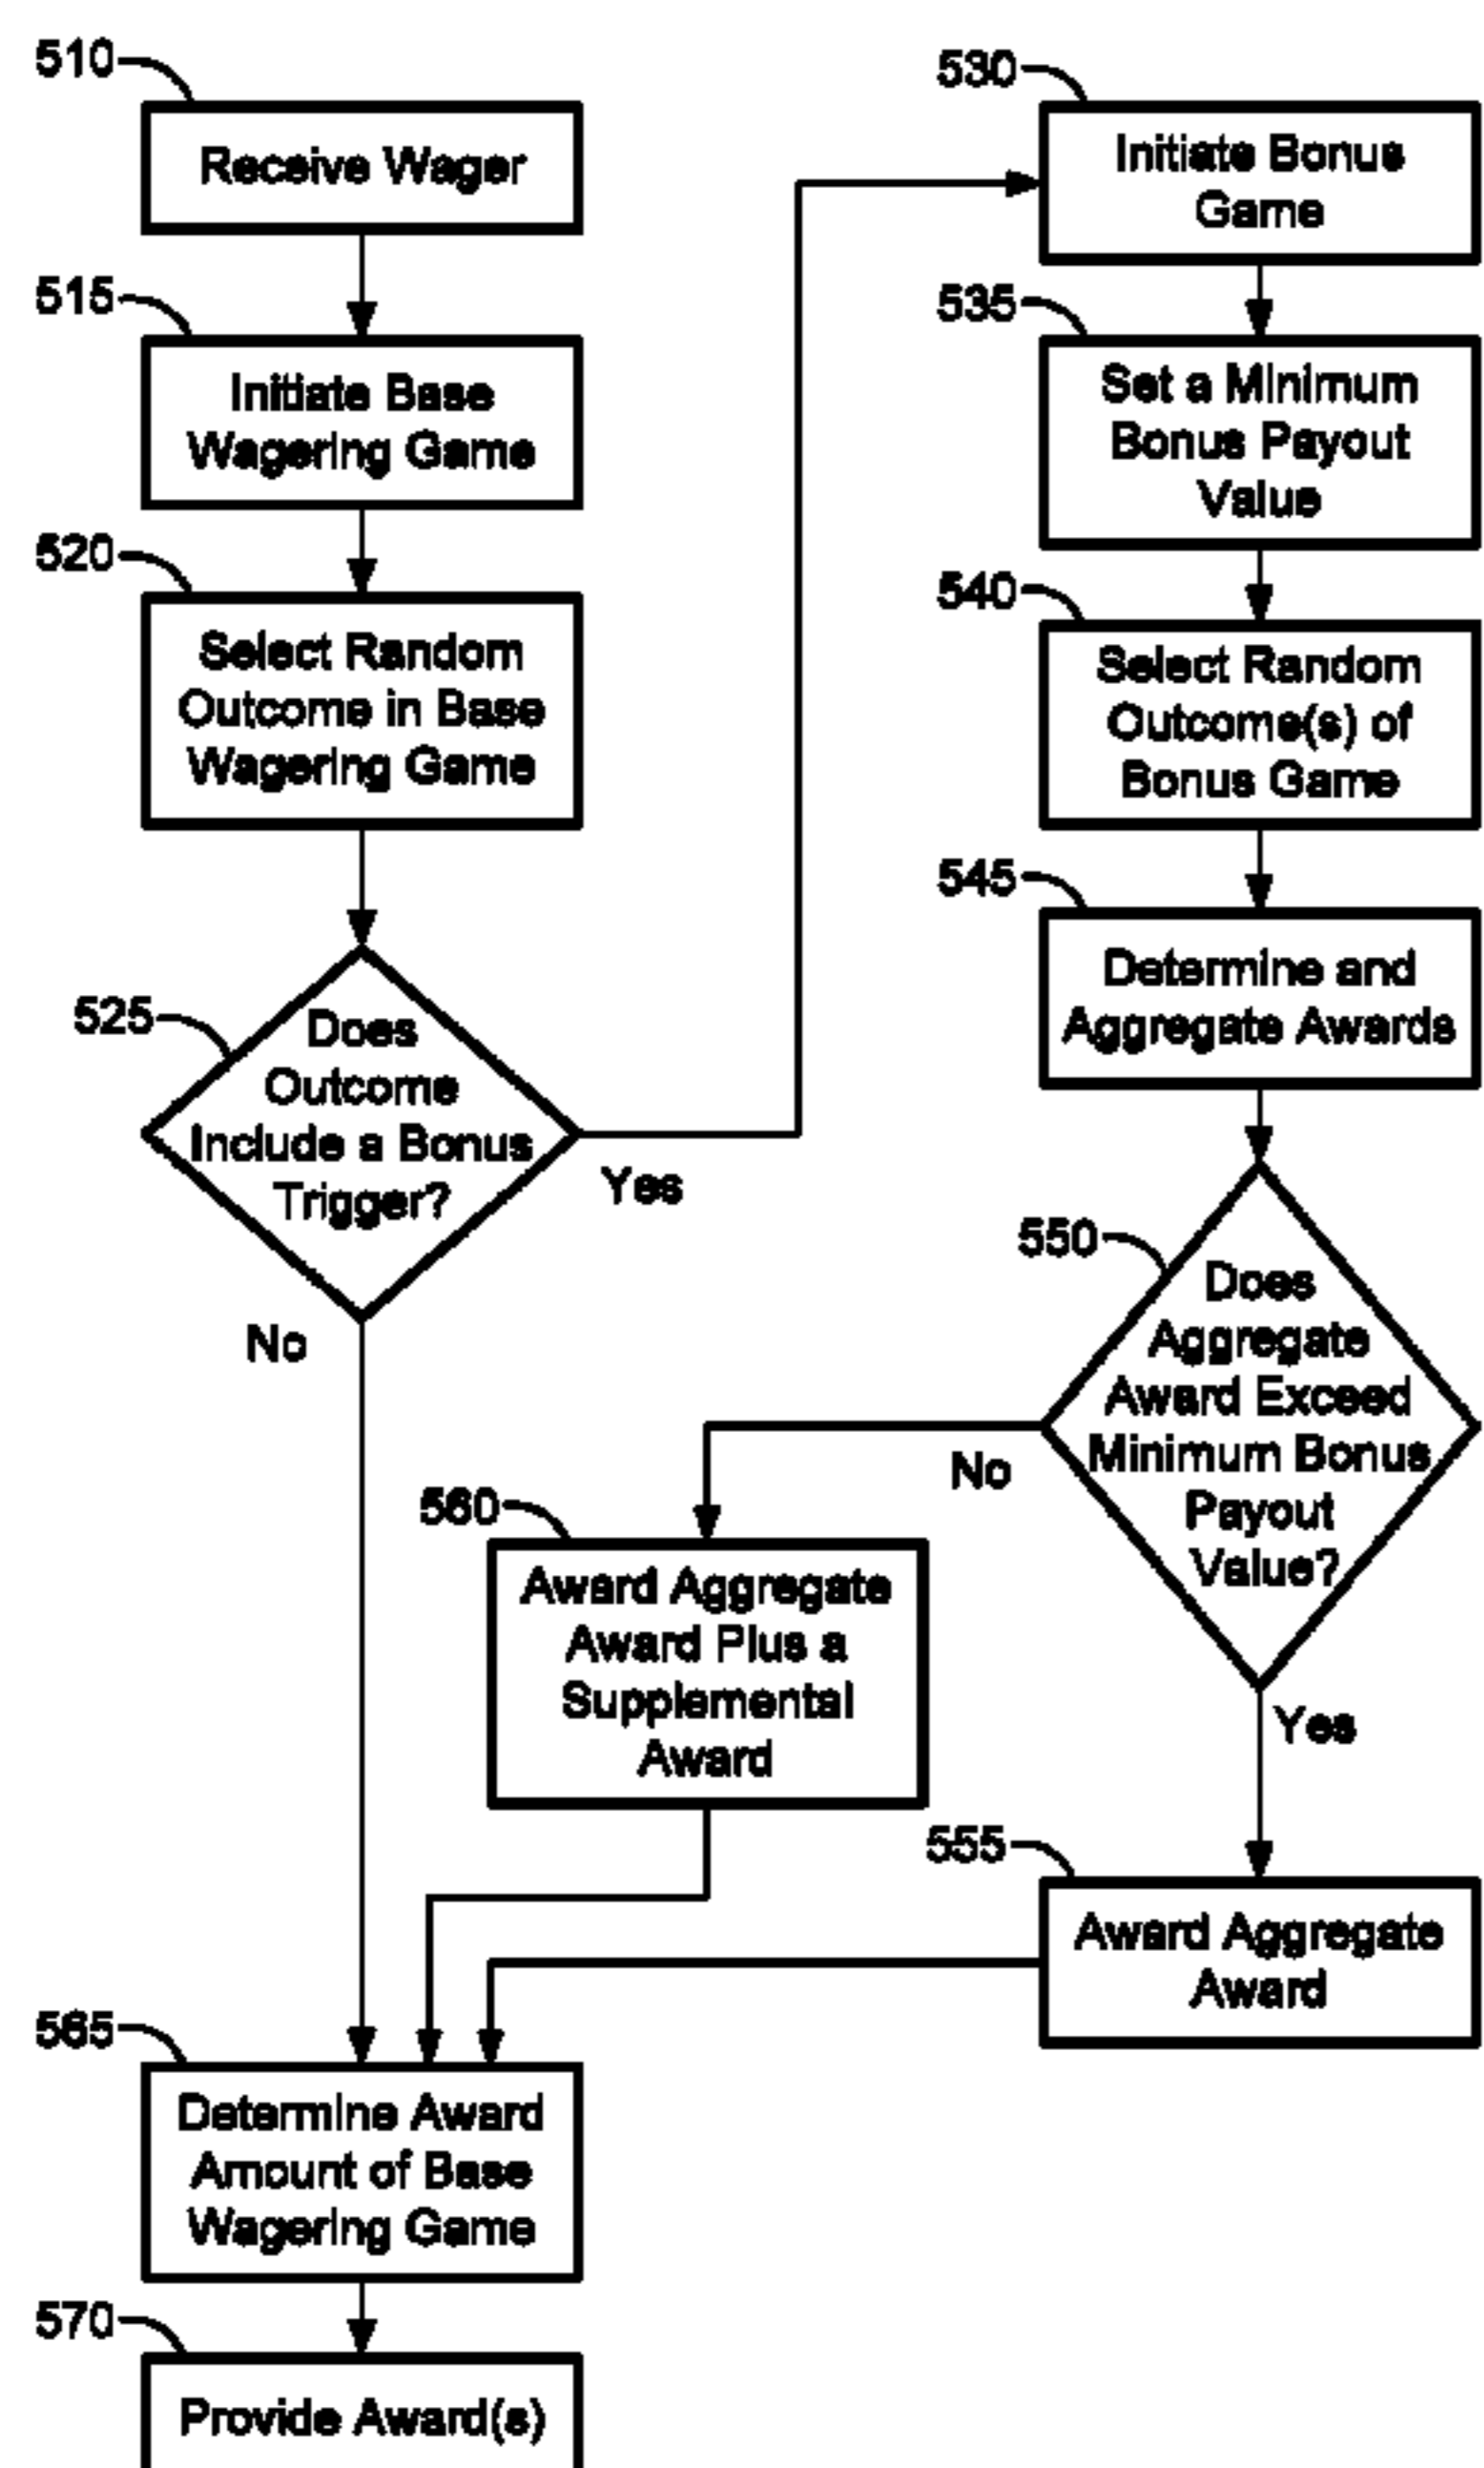 510
Receive Wager
515
Initiate Base
Wagering Game
520
Select Random
Outcome in Base
Wagering Game
525
Does
Outcome
Include a Bonus
Trigger?
Yes
No
530
Initiate Bonus
Game
535
Set a Minimum
Bonus Payout
Value
540
Select Random
Outcome(s) of
Bonus Game
545
Determine and
Aggregate Awards
550
Does
Aggregate
Award Exceed
Minimum Bonus
Payout
Value?
No
Yes
560
Award Aggregate
Award Plus a
Supplemental
Award
555
Award Aggregate
Award
565
Determine Award
Amount of Base
Wagering Game
570
Provide Award(s)